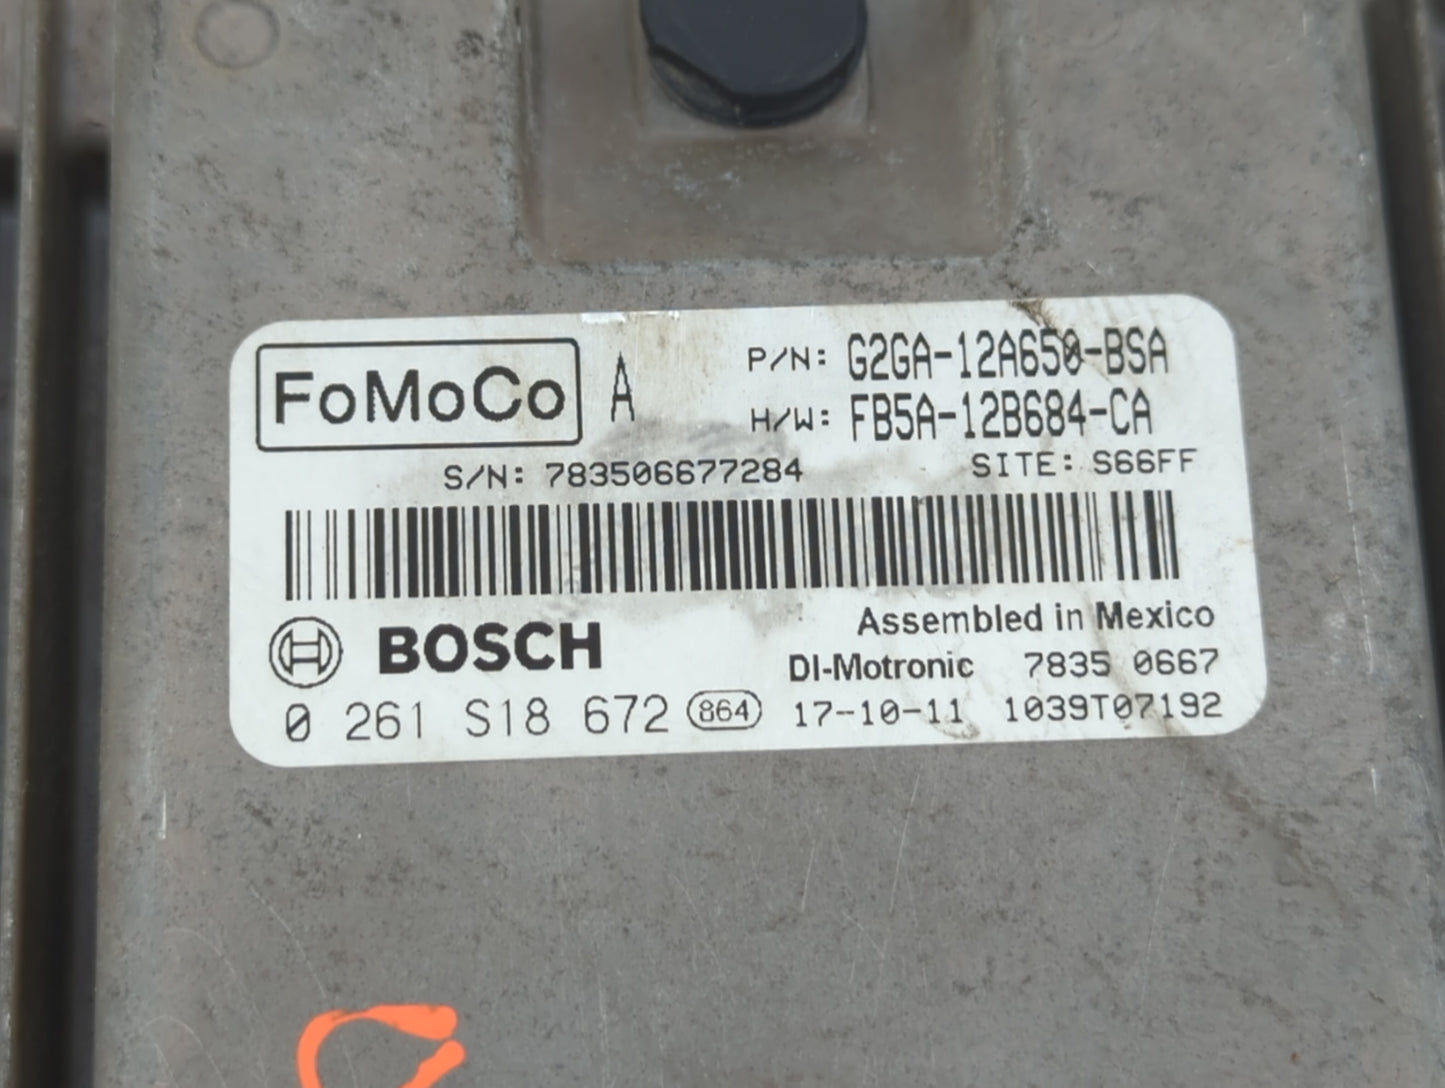 FoMoCo A P/N: G2GA-12A650-BSA
H/W: FB5A-12B684-CA
S/N: 783506677284 SITE: S66FF
Assembled in Mexico
BOSCH DI-Motronic 7835 0667
0 261 S18 672 864 17-10-11 1039T07192